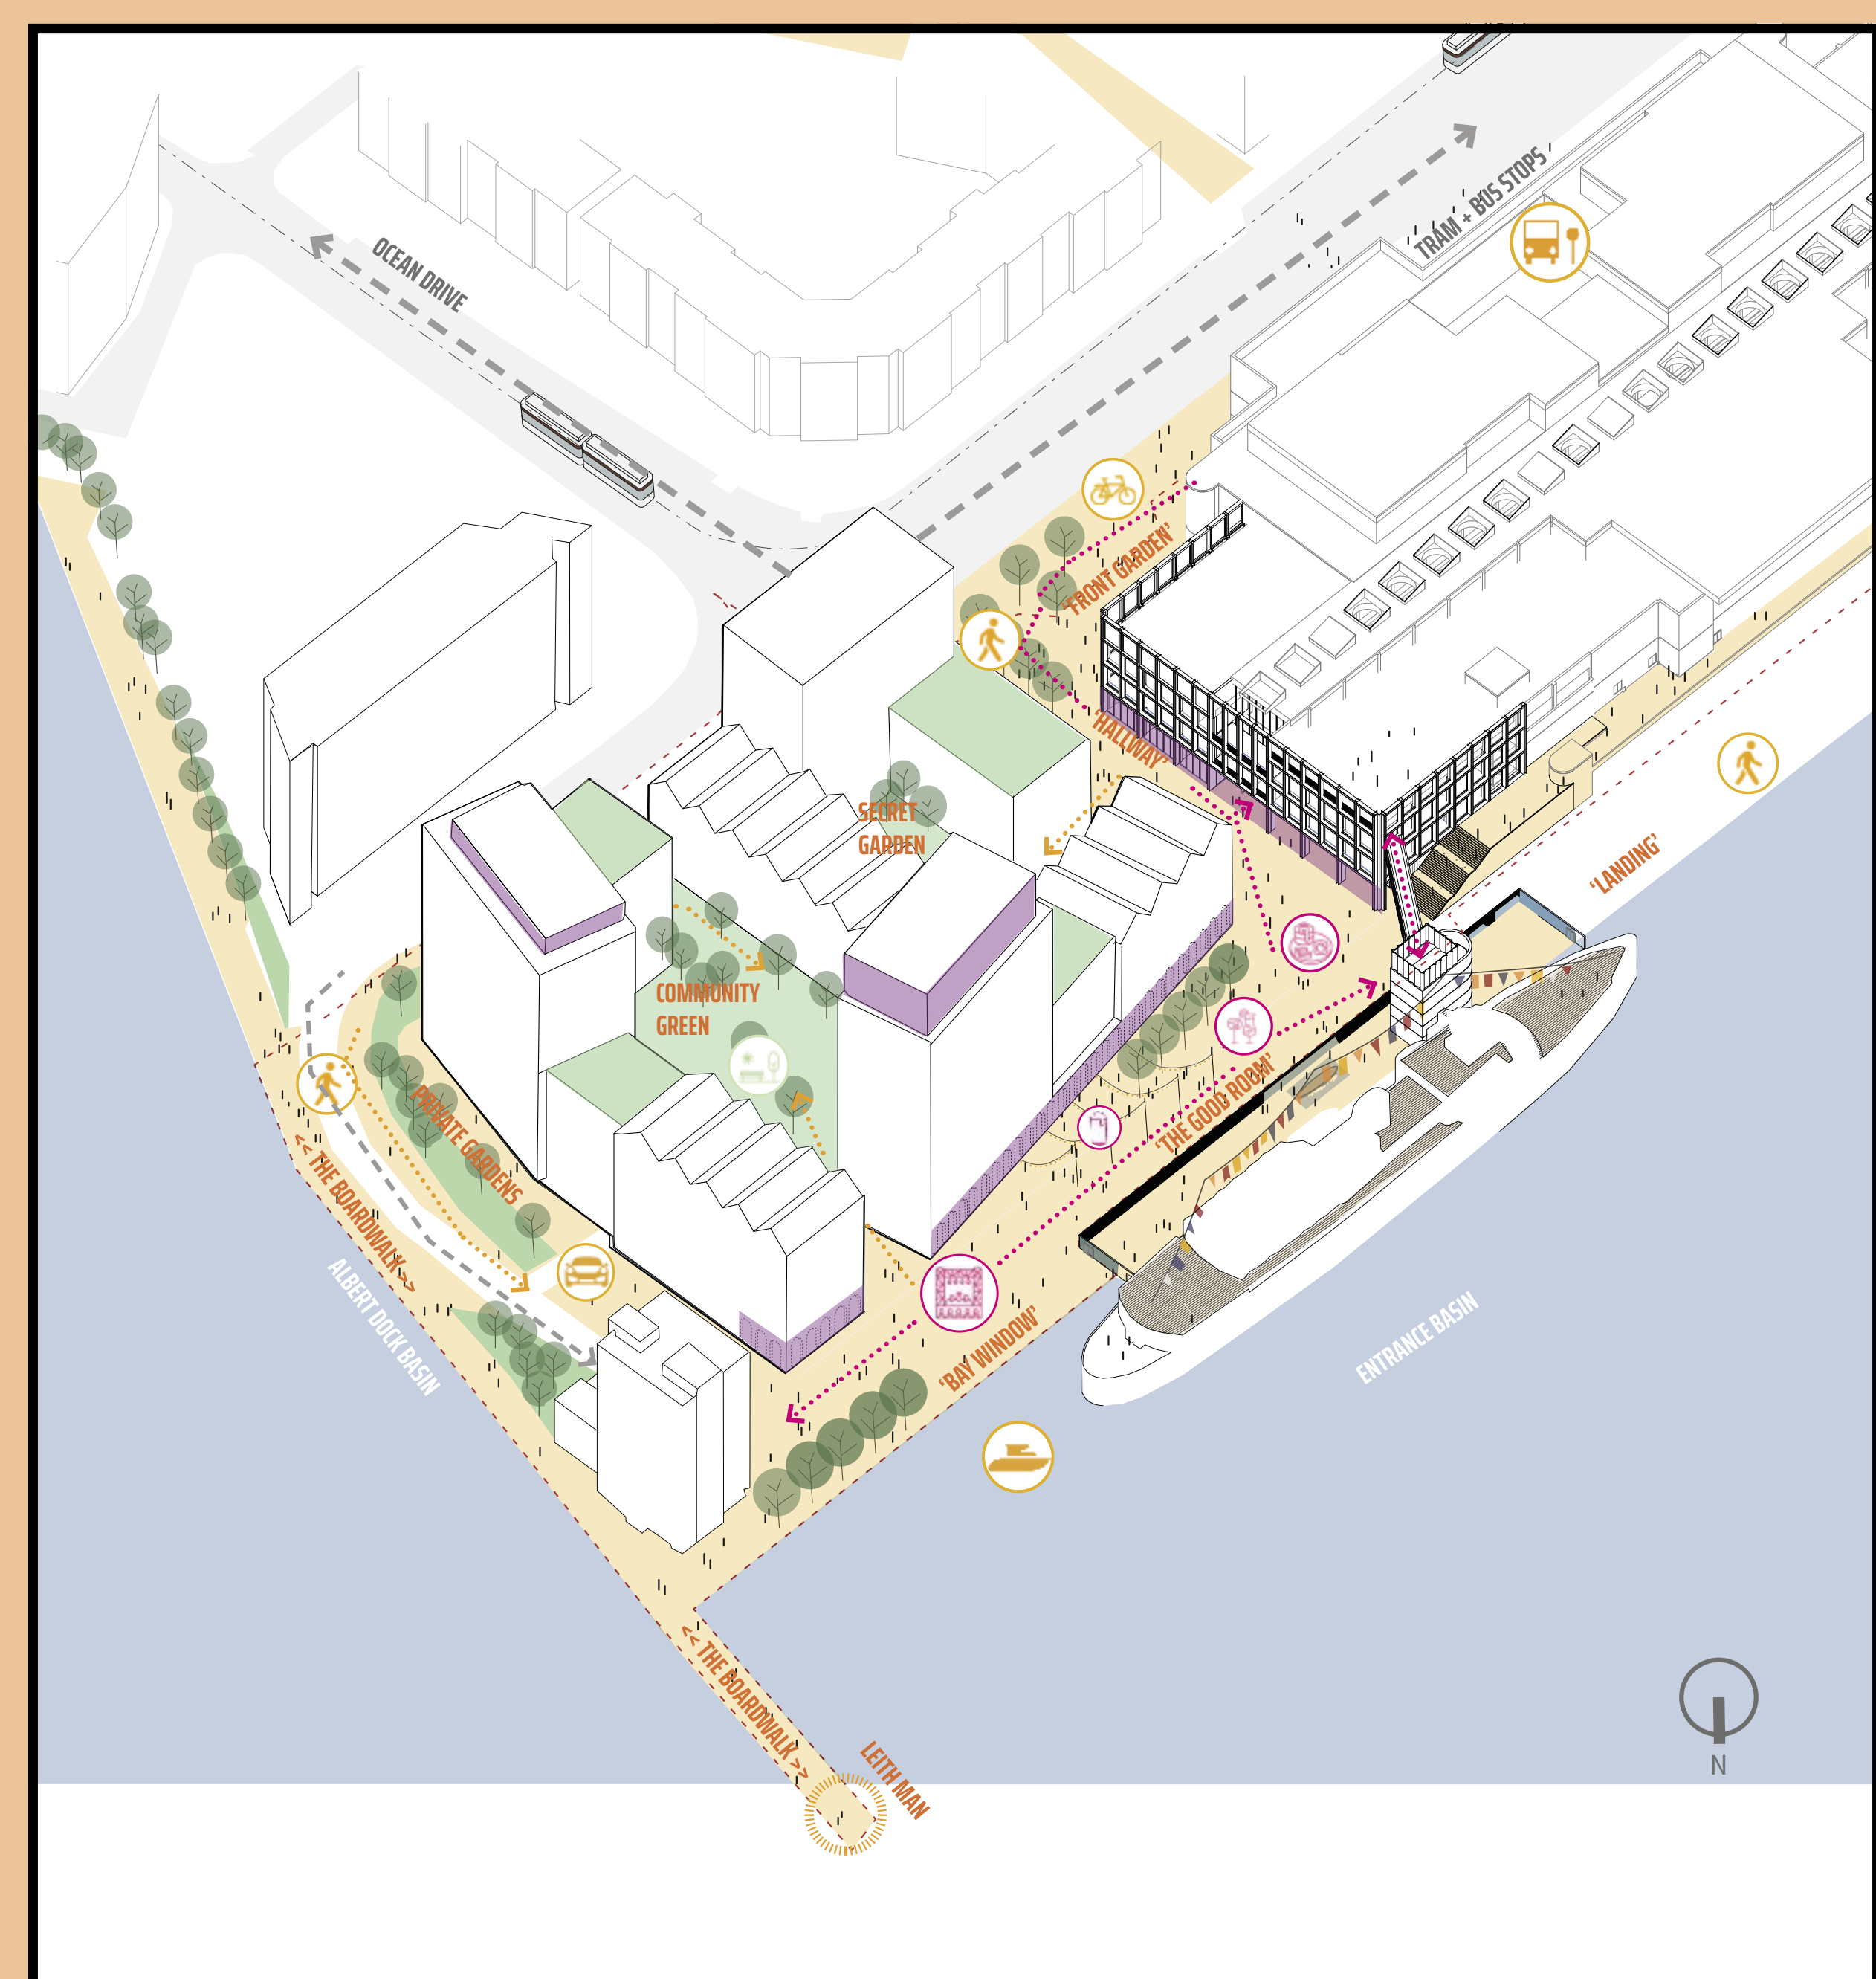 TRAM + BUS STOPS
OCEAN DRIVE
'FRONT GARDEN'
'HALLWAY'
SECRET
GARDEN
'LANDING'
COMMUNITY
GREEN
PRIVATE GARDENS
'THE GOOD ROOM'
<< THE BOARDWALK >>
ALBERT DOCK BASIN
'BAY WINDOW'
ENTRANCE BASIN
<< THE BOARDWALK >>
LEITH MAN
N